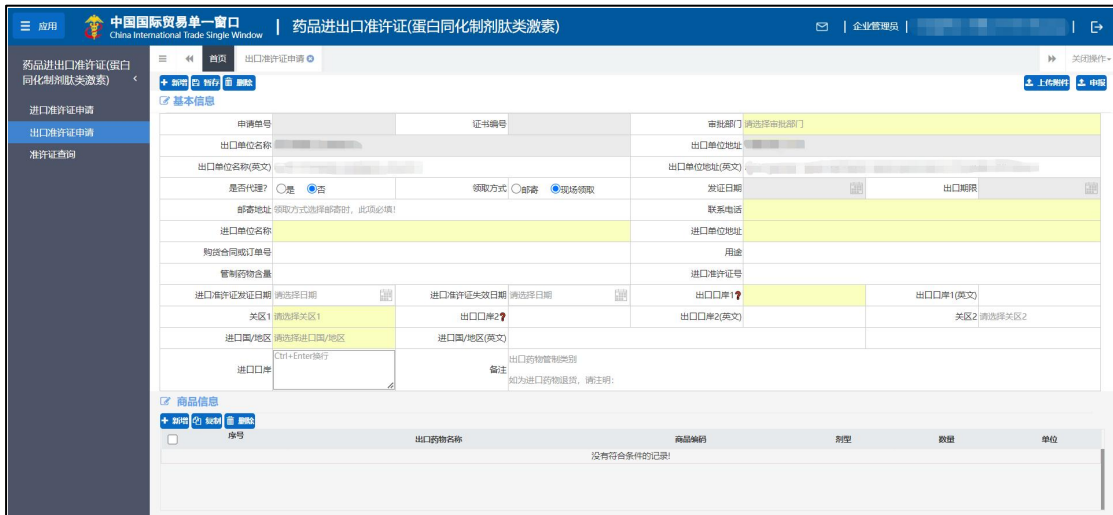 应用 中国国际贸易单一窗口 药品进出口准许证(蛋白同化制剂肽类激素) 企业管理员
China International Trade Single Window
药品进出口准许证(蛋白同化制剂肽类激素)
进口准许证申请
出口准许证申请
准许证查询
首页 出口准许证申请 关闭操作
新增 暂存 删除 上传附件 申报
基本信息
申请单号 证书编号 审批部门 请选择审批部门
出口单位名称 出口单位地址
出口单位名称(英文) 出口单位地址(英文)
是否代理? 是 否 领取方式 邮寄 现场领取 发证日期 出口期限
邮寄地址 领取方式选择邮寄时，此项必填! 联系电话
进口单位名称 进口单位地址
购货合同或订单号 用途
管制药物含量 进口准许证号
进口准许证发证日期 请选择日期 进口准许证失效日期 请选择日期 出口口岸1? 出口口岸1(英文)
关区1 请选择关区1 出口口岸2? 出口口岸2(英文) 关区2 请选择关区2
进口国/地区 请选择进口国/地区 进口国/地区(英文)
进口口岸 Ctrl+Enter换行 备注 出口药物管制类别
如为进口药物退货，请注明：
商品信息
新增 复制 删除
序号 出口药物名称 商品编码 剂型 数量 单位
没有符合条件的记录!